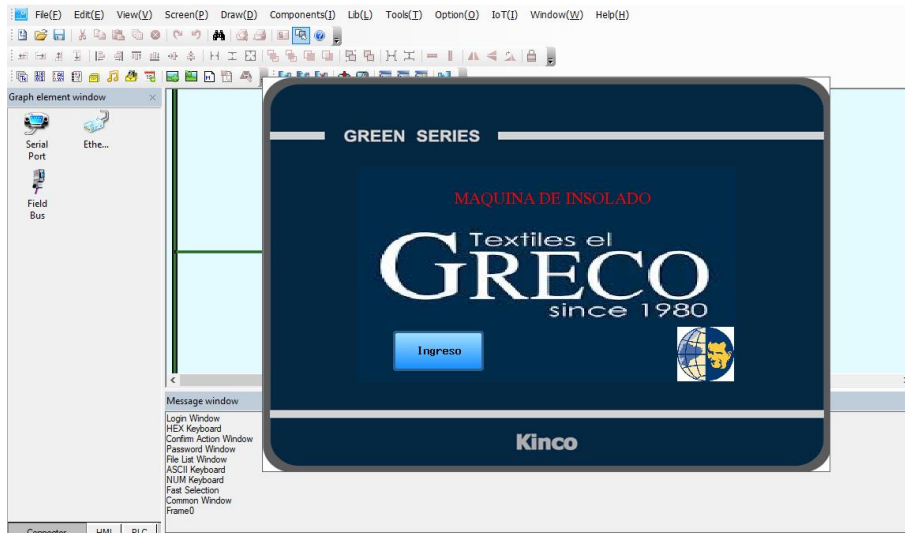 File(F) Edit(E) View(V) Screen(P) Draw(D) Components(J) Lib(L) Tools(T) Option(O) IoT(I) Window(W) Help(H)
Graph element window
Serial Port
Ethe...
Field Bus
GREEN SERIES
MAQUINA DE INSOLADO
Textiles el
GRECO
since 1980
Ingreso
Kinco
Message window
Login Window
HEX Keyboard
Confirm Action Window
Password Window
File List Window
ASCII Keyboard
NUM Keyboard
Fast Selection
Common Window
Frame0
Connector HMI PLC